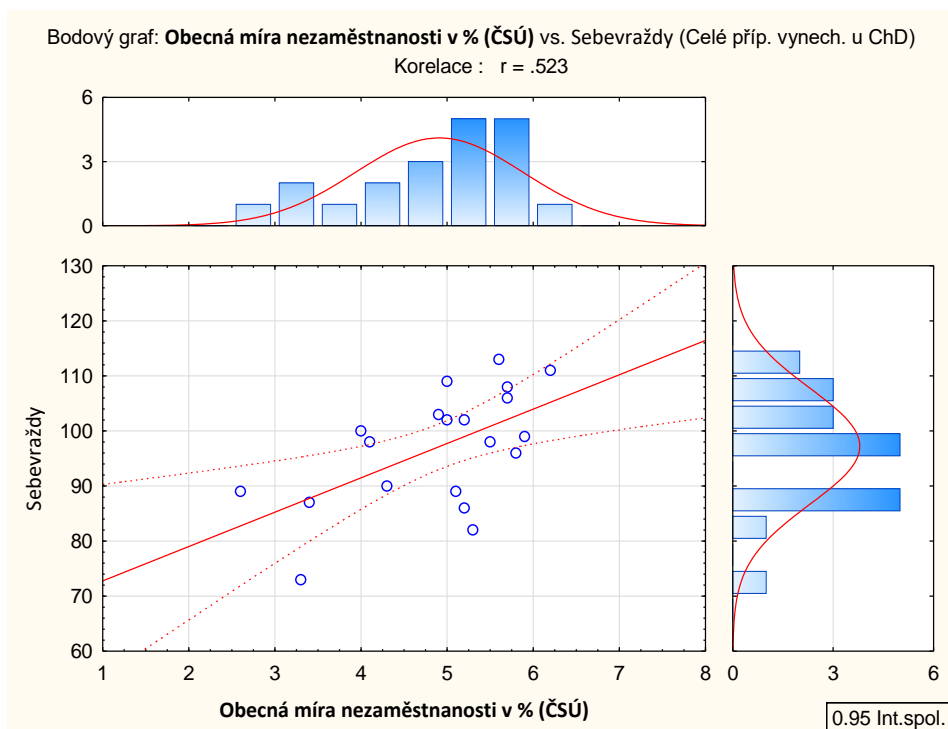 Bodový graf: Obecná míra nezaměstnanosti v % (ČSÚ) vs. Sebevraždy (Celé příp. vynech. u ChD)
Korelace : r = .523
6
3
0
130
120
110
100
90
80
70
60
Sebevraždy
1 2 3 4 5 6 7 8
0 3 6
Obecná míra nezaměstnanosti v % (ČSÚ)
0.95 Int.spol.